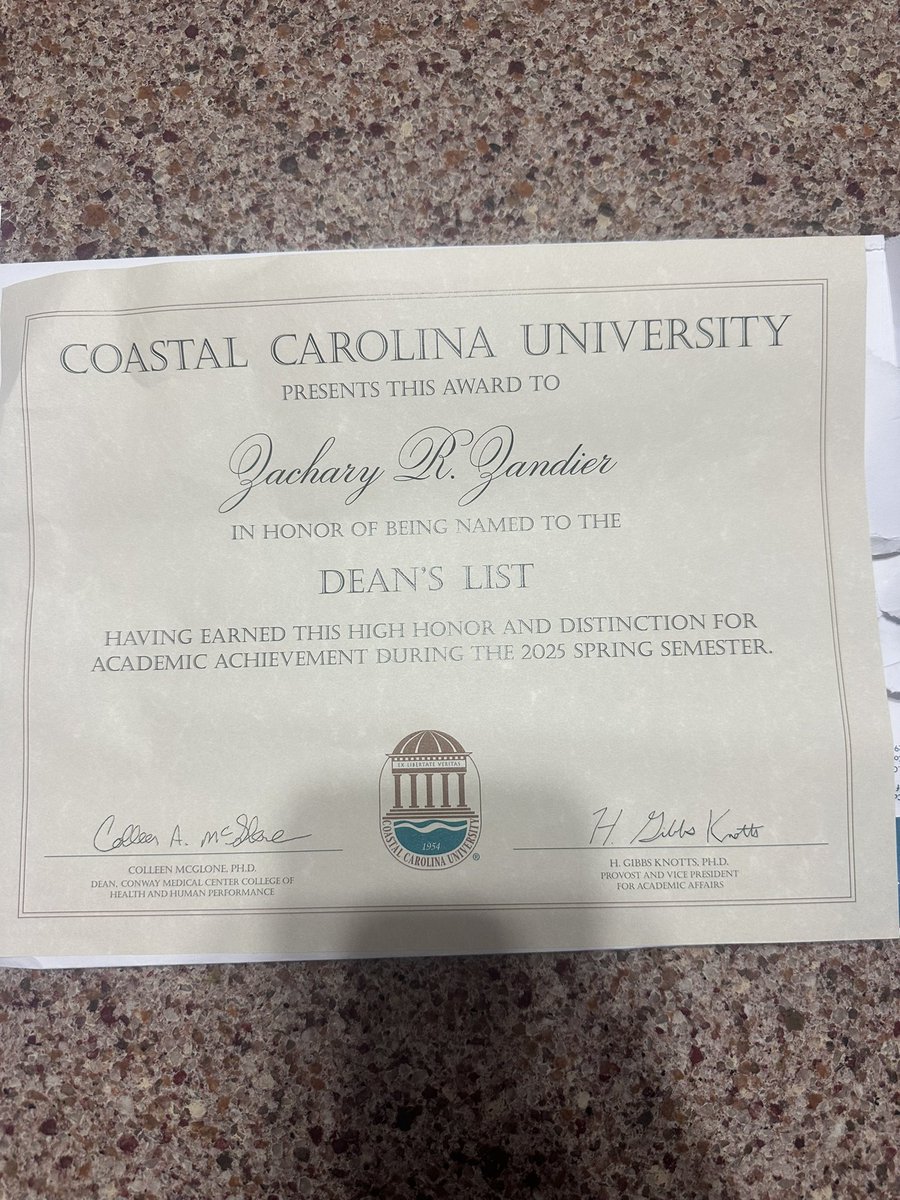 COASTAL CAROLINA UNIVERSITY
PRESENTS THIS AWARD TO
Zachary R. Zandier
IN HONOR OF BEING NAMED TO THE
DEAN'S LIST
HAVING EARNED THIS HIGH HONOR AND DISTINCTION FOR
ACADEMIC ACHIEVEMENT DURING THE 2025 SPRING SEMESTER.
EX LIBERTATE VERITAS
1954
COASTAL CAROLINA UNIVERSITY ®
Colleen A. McGlone
COLLEEN MCGLONE, PH.D.
DEAN, CONWAY MEDICAL CENTER COLLEGE OF
HEALTH AND HUMAN PERFORMANCE
H. Gibbs Knotts
H. GIBBS KNOTTS, PH.D.
PROVOST AND VICE PRESIDENT
FOR ACADEMIC AFFAIRS